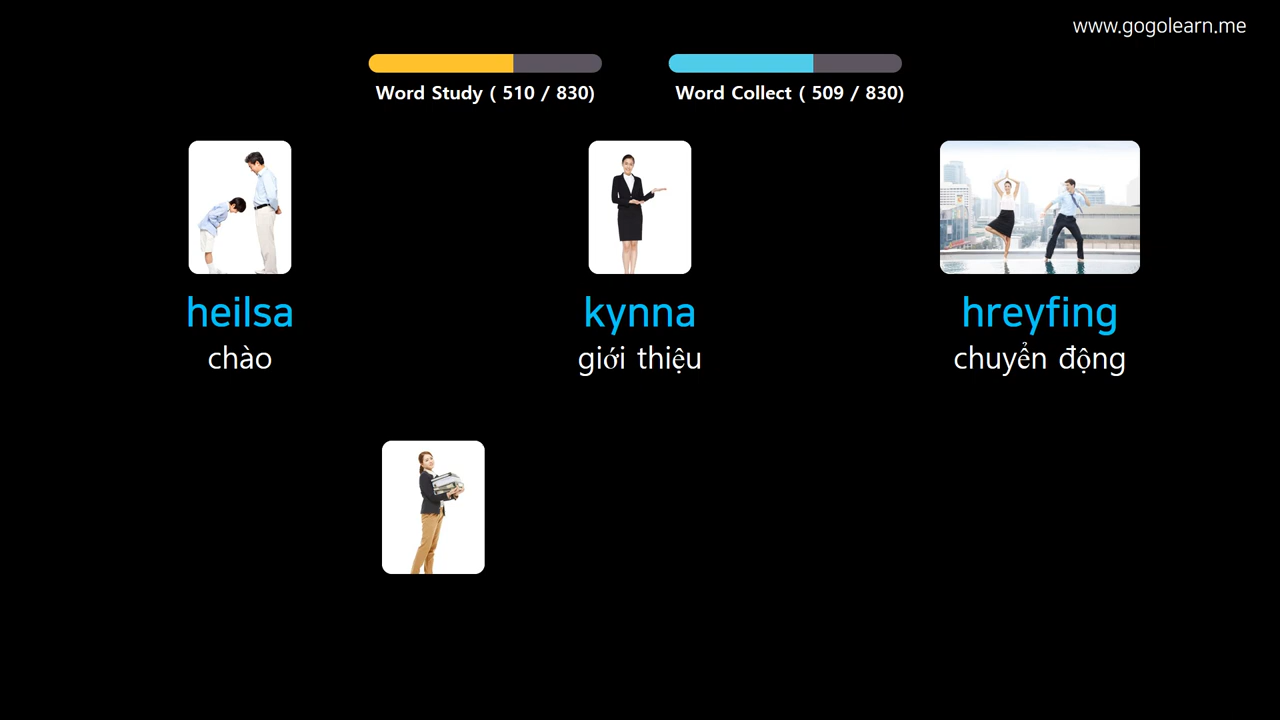 www.gogolearn.me
Word Study ( 510 / 830)
Word Collect ( 509 / 830)
heilsa
kynna
hreyfing
chào
giới thiệu
chuyển động